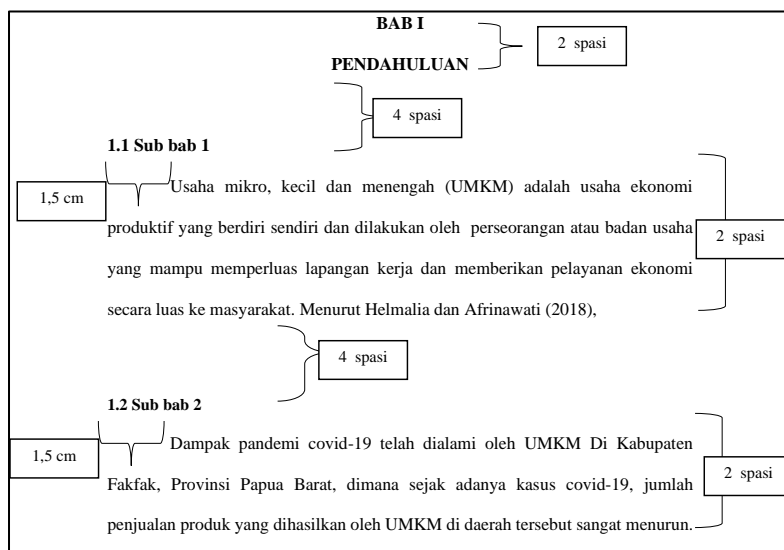 BAB I
2 spasi
PENDAHULUAN
4 spasi
1.1 Sub bab 1
1,5 cm
Usaha mikro, kecil dan menengah (UMKM) adalah usaha ekonomi
produktif yang berdiri sendiri dan dilakukan oleh perseorangan atau badan usaha
2 spasi
yang mampu memperluas lapangan kerja dan memberikan pelayanan ekonomi
secara luas ke masyarakat. Menurut Helmalia dan Afrinawati (2018),
4 spasi
1.2 Sub bab 2
1,5 cm
Dampak pandemi covid-19 telah dialami oleh UMKM Di Kabupaten
Fakfak, Provinsi Papua Barat, dimana sejak adanya kasus covid-19, jumlah
2 spasi
penjualan produk yang dihasilkan oleh UMKM di daerah tersebut sangat menurun.